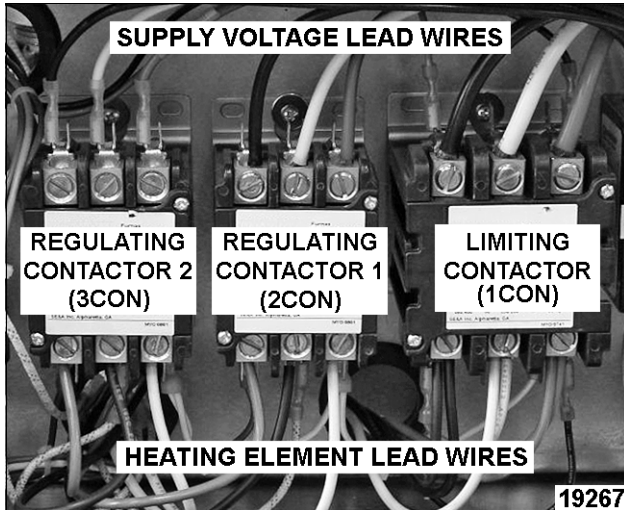 SUPPLY VOLTAGE LEAD WIRES
REGULATING
CONTACTOR 2
(3CON)
REGULATING
CONTACTOR 1
(2CON)
LIMITING
CONTACTOR
(1CON)
HEATING ELEMENT LEAD WIRES
19267